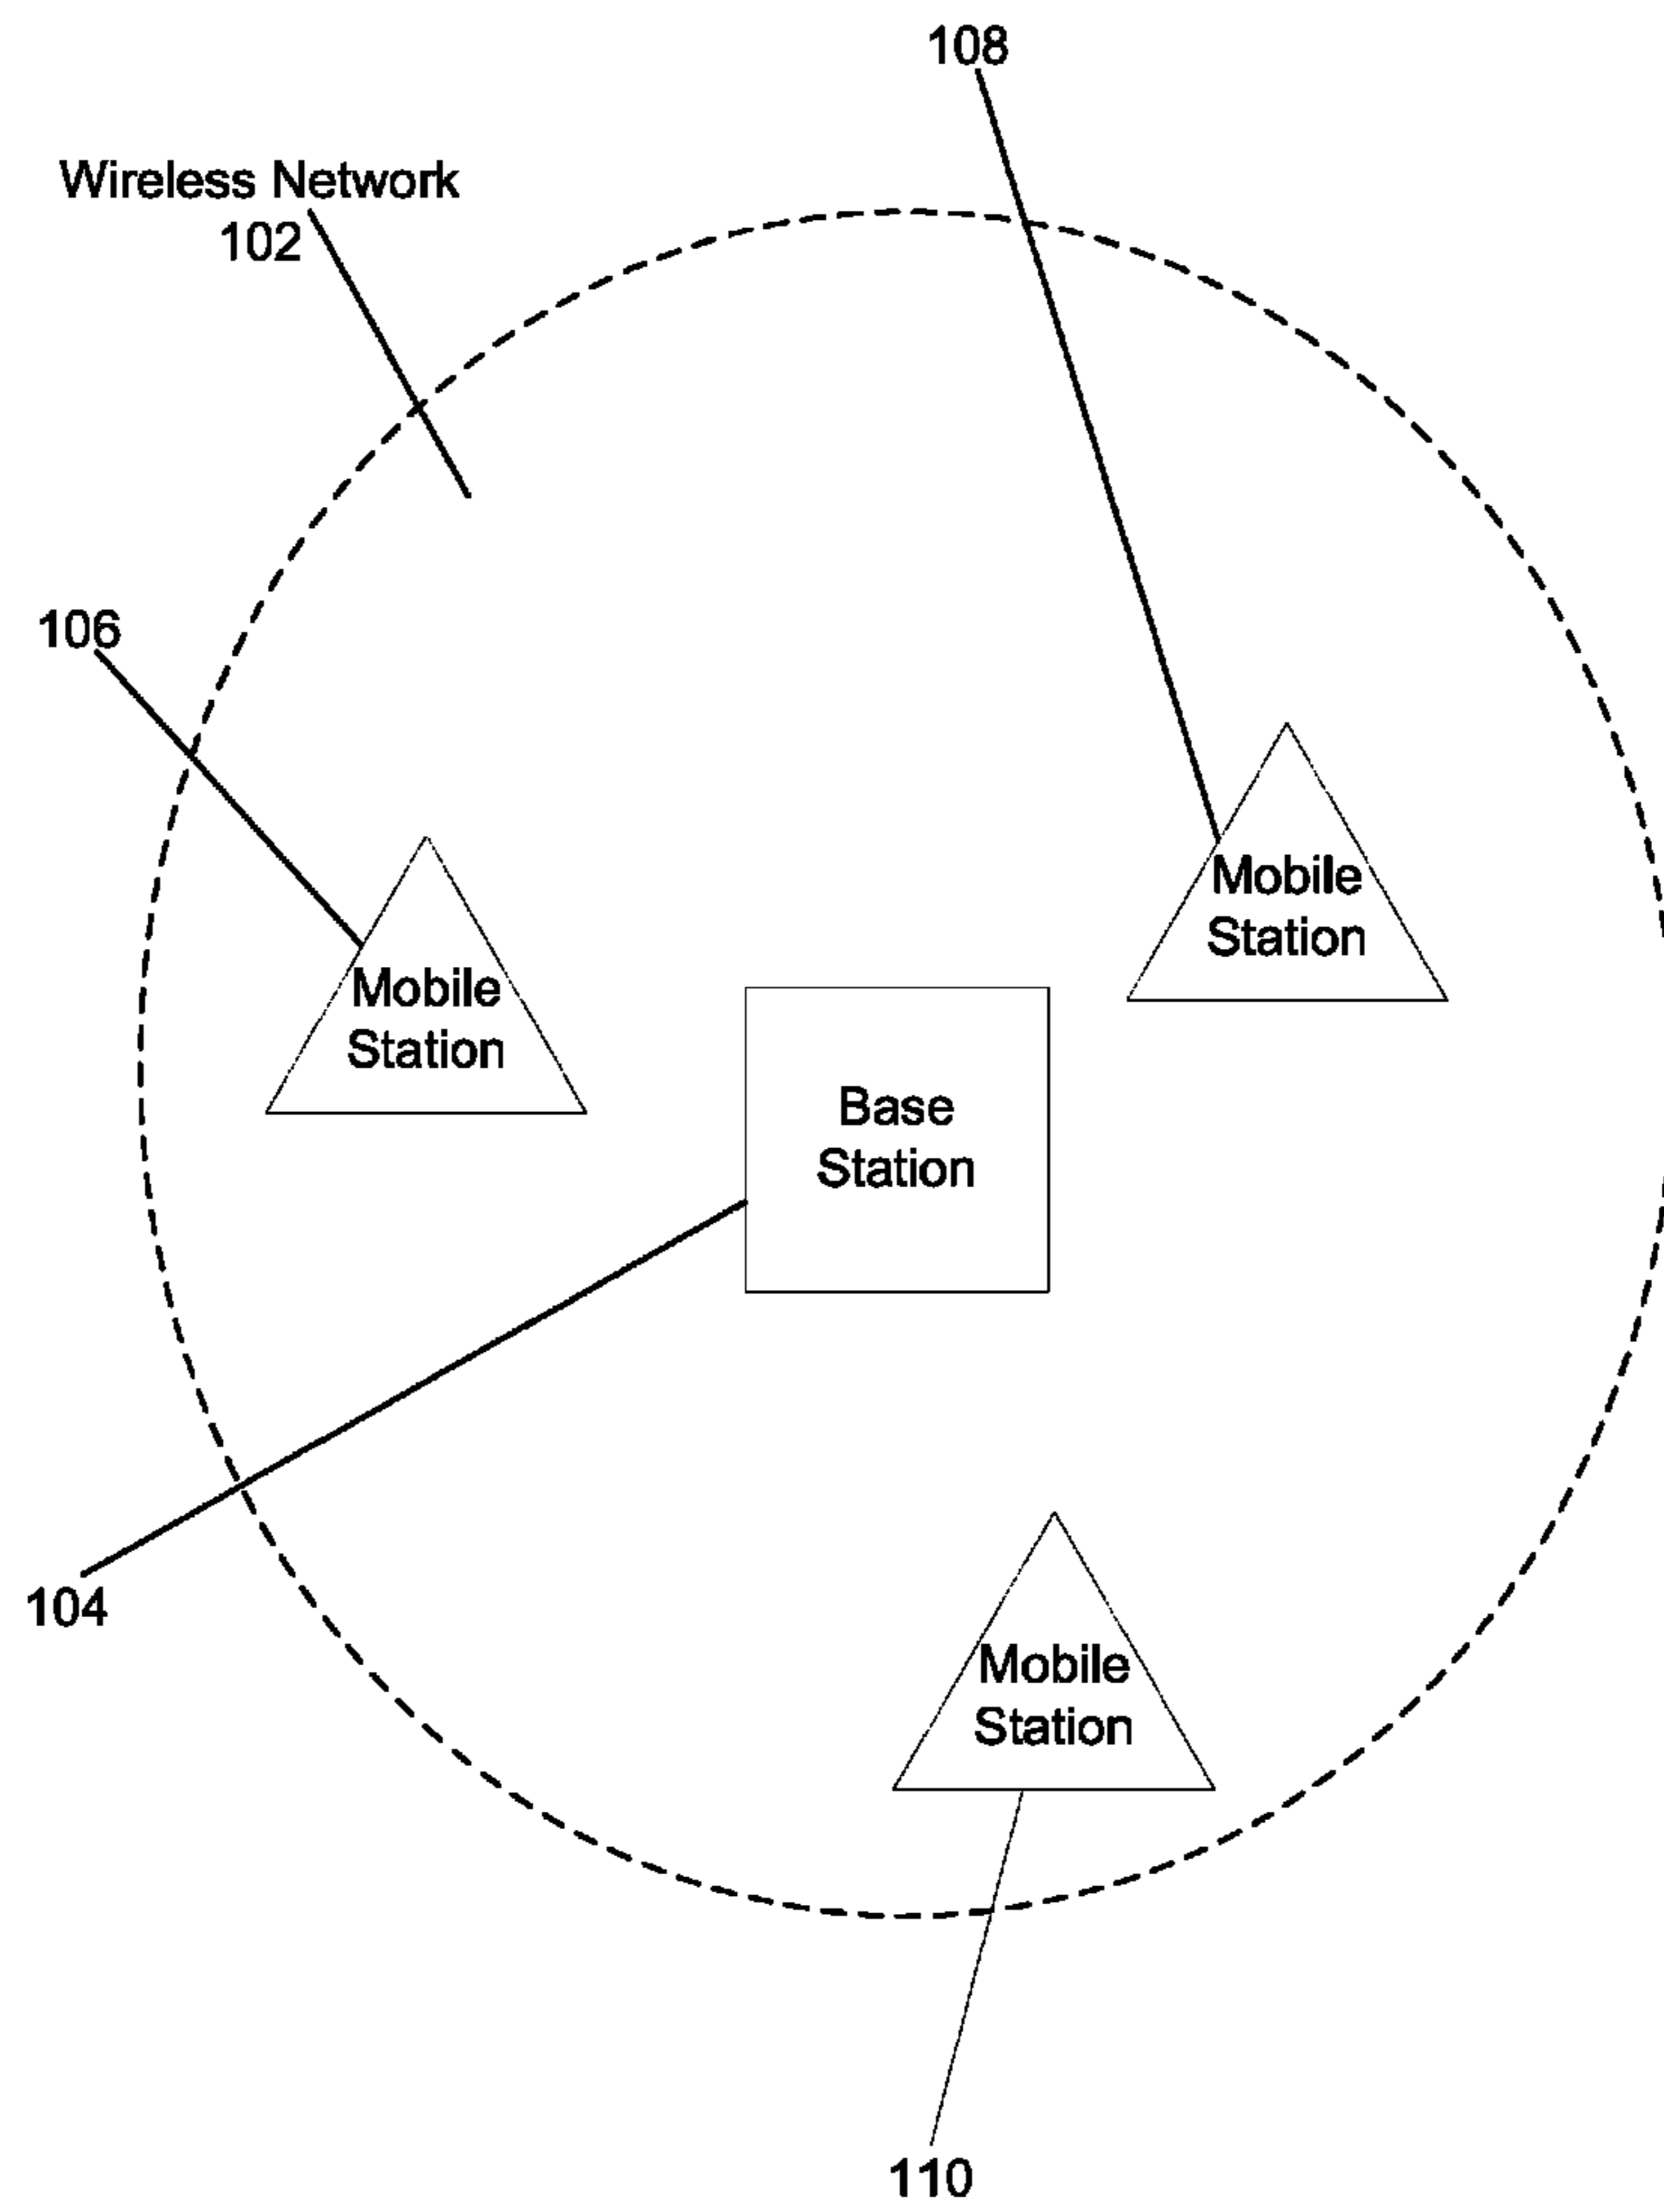 108
Wireless Network
102
106
Mobile
Station
Mobile
Station
Base
Station
104
Mobile
Station
110